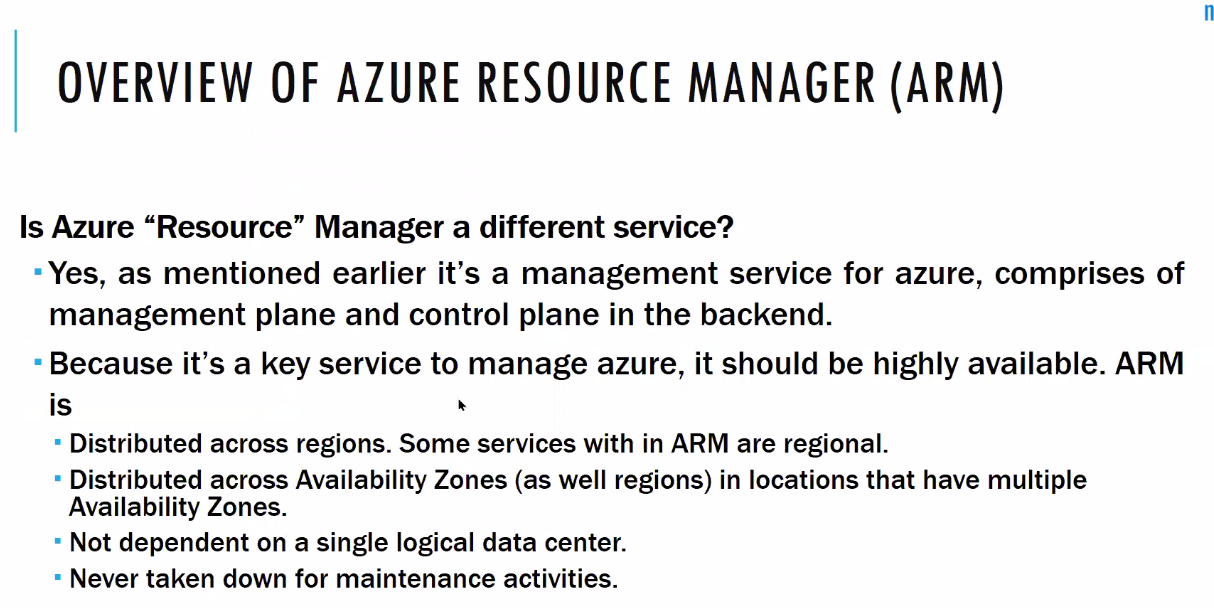 n
OVERVIEW OF AZURE RESOURCE MANAGER (ARM)
Is Azure “Resource” Manager a different service?
▪ Yes, as mentioned earlier it’s a management service for azure, comprises of
management plane and control plane in the backend.
▪ Because it’s a key service to manage azure, it should be highly available. ARM
is
▪ Distributed across regions. Some services with in ARM are regional.
▪ Distributed across Availability Zones (as well regions) in locations that have multiple
Availability Zones.
▪ Not dependent on a single logical data center.
▪ Never taken down for maintenance activities.